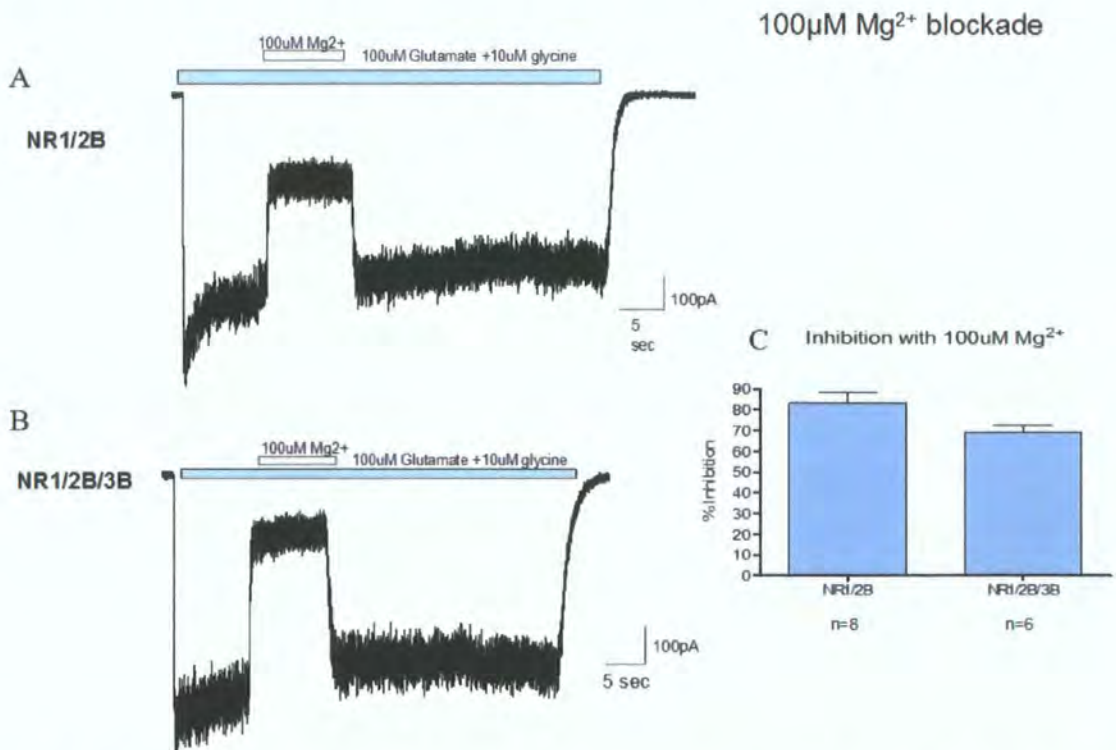 100µM Mg²⁺ blockade
A
100uM Mg2+
100uM Glutamate +10uM glycine
NR1/2B
100pA
5
sec
B
100uM Mg2+
100uM Glutamate +10uM glycine
NR1/2B/3B
100pA
5 sec
C Inhibition with 100uM Mg²⁺
% Inhibition
90
80
70
60
50
40
30
20
10
0
NR1/2B
NR1/2B/3B
n=8
n=6